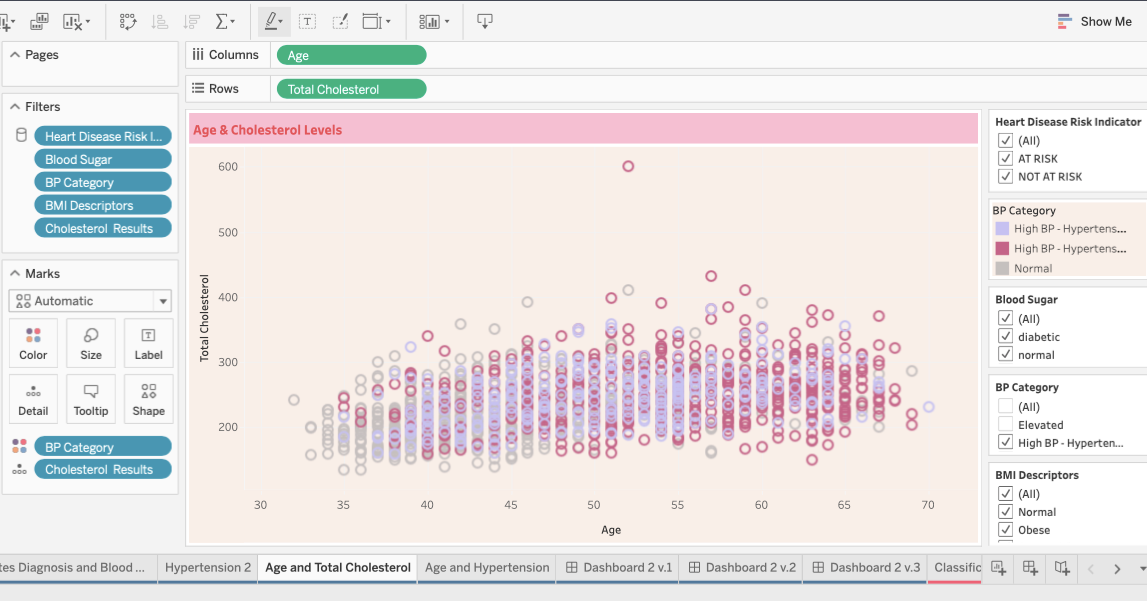 Show Me
Pages
Columns
Age
Rows
Total Cholesterol
Filters
Heart Disease Risk I...
Blood Sugar
BP Category
BMI Descriptors
Cholesterol Results
Marks
Automatic
Color
Size
Label
Detail
Tooltip
Shape
BP Category
Cholesterol Results
Age & Cholesterol Levels
Total Cholesterol
600
500
400
300
200
30 35 40 45 50 55 60 65 70
Age
Heart Disease Risk Indicator
(All)
AT RISK
NOT AT RISK
BP Category
High BP - Hypertens...
High BP - Hypertens...
Normal
Blood Sugar
(All)
diabetic
normal
BP Category
(All)
Elevated
High BP - Hyperten...
BMI Descriptors
(All)
Normal
Obese
tes Diagnosis and Blood ...
Hypertension 2
Age and Total Cholesterol
Age and Hypertension
Dashboard 2 v.1
Dashboard 2 v.2
Dashboard 2 v.3
Classific